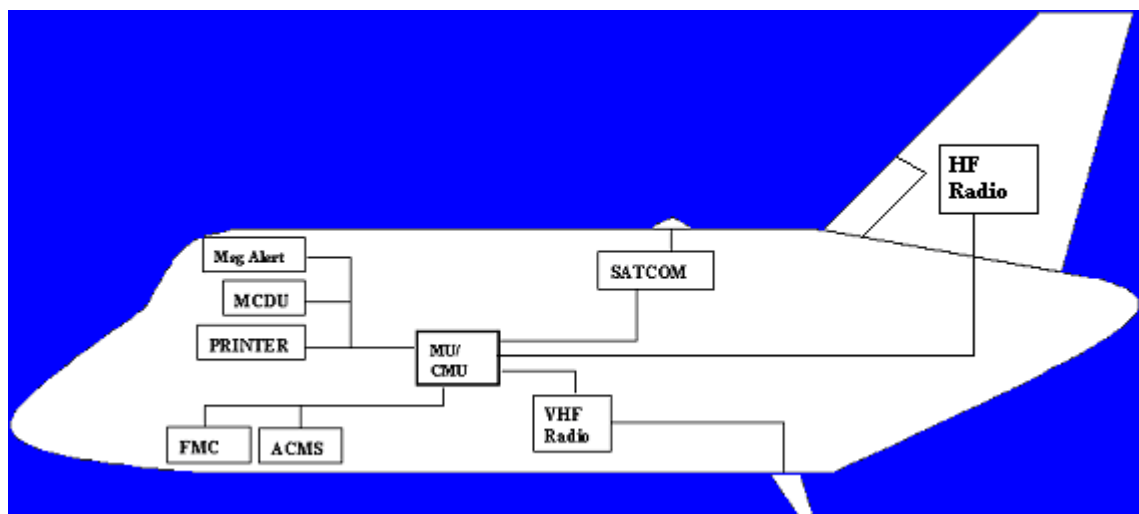 HF
Radio
Msg Alert
SATCOM
MCDU
PRINTER
MU/
CMU
VHF
Radio
FMC
ACMS